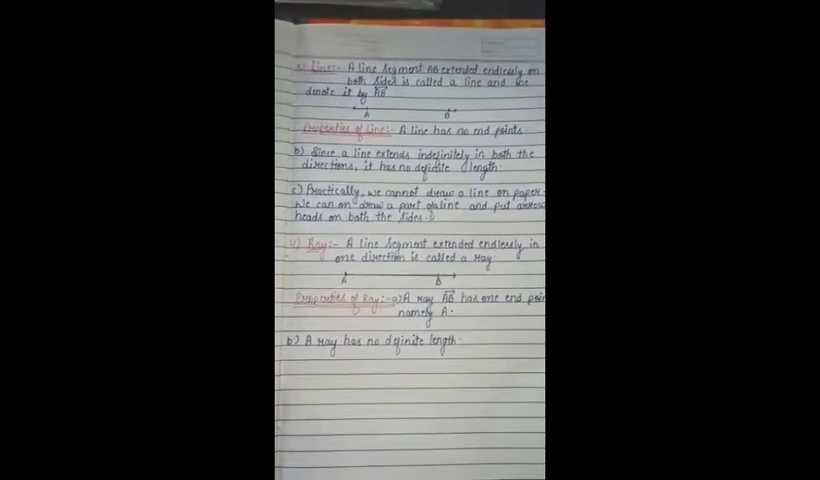 3) Line:- A line segment AB extended endlessly on
both sides is called a line and we
denote it by AB
A B
Properties of Line:- A line has no end points.
b) Since a line extends indefinitely in both the
directions, it has no definite length.
c) Practically, we cannot draw a line on paper.
We can on draw a part of a line and put arrow
heads on both the sides.
4) Ray:- A line segment extended endlessly in
one direction is called a ray
A B
Properties of Ray:- a) A ray AB has one end poin
namely A.
b) A ray has no definite length.